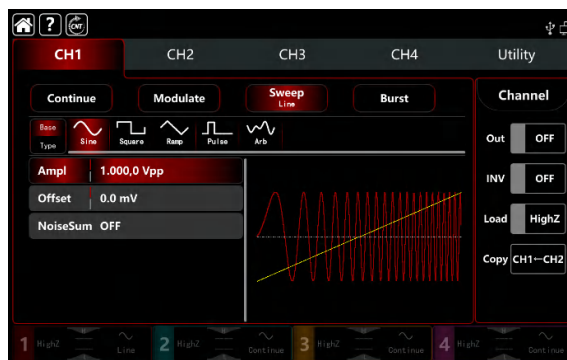 ? CNT
CH1 CH2 CH3 CH4 Utility
Continue Modulate Sweep Burst Channel
Line
Base
Type Sine Square Ramp Pulse Arb
Out OFF
Ampl 1.000,0 Vpp
INV OFF
Offset 0.0 mV
Load HighZ
NoiseSum OFF
Copy CH1←CH2
1 HighZ Line 2 HighZ Continue 3 HighZ Continue 4 HighZ Continue